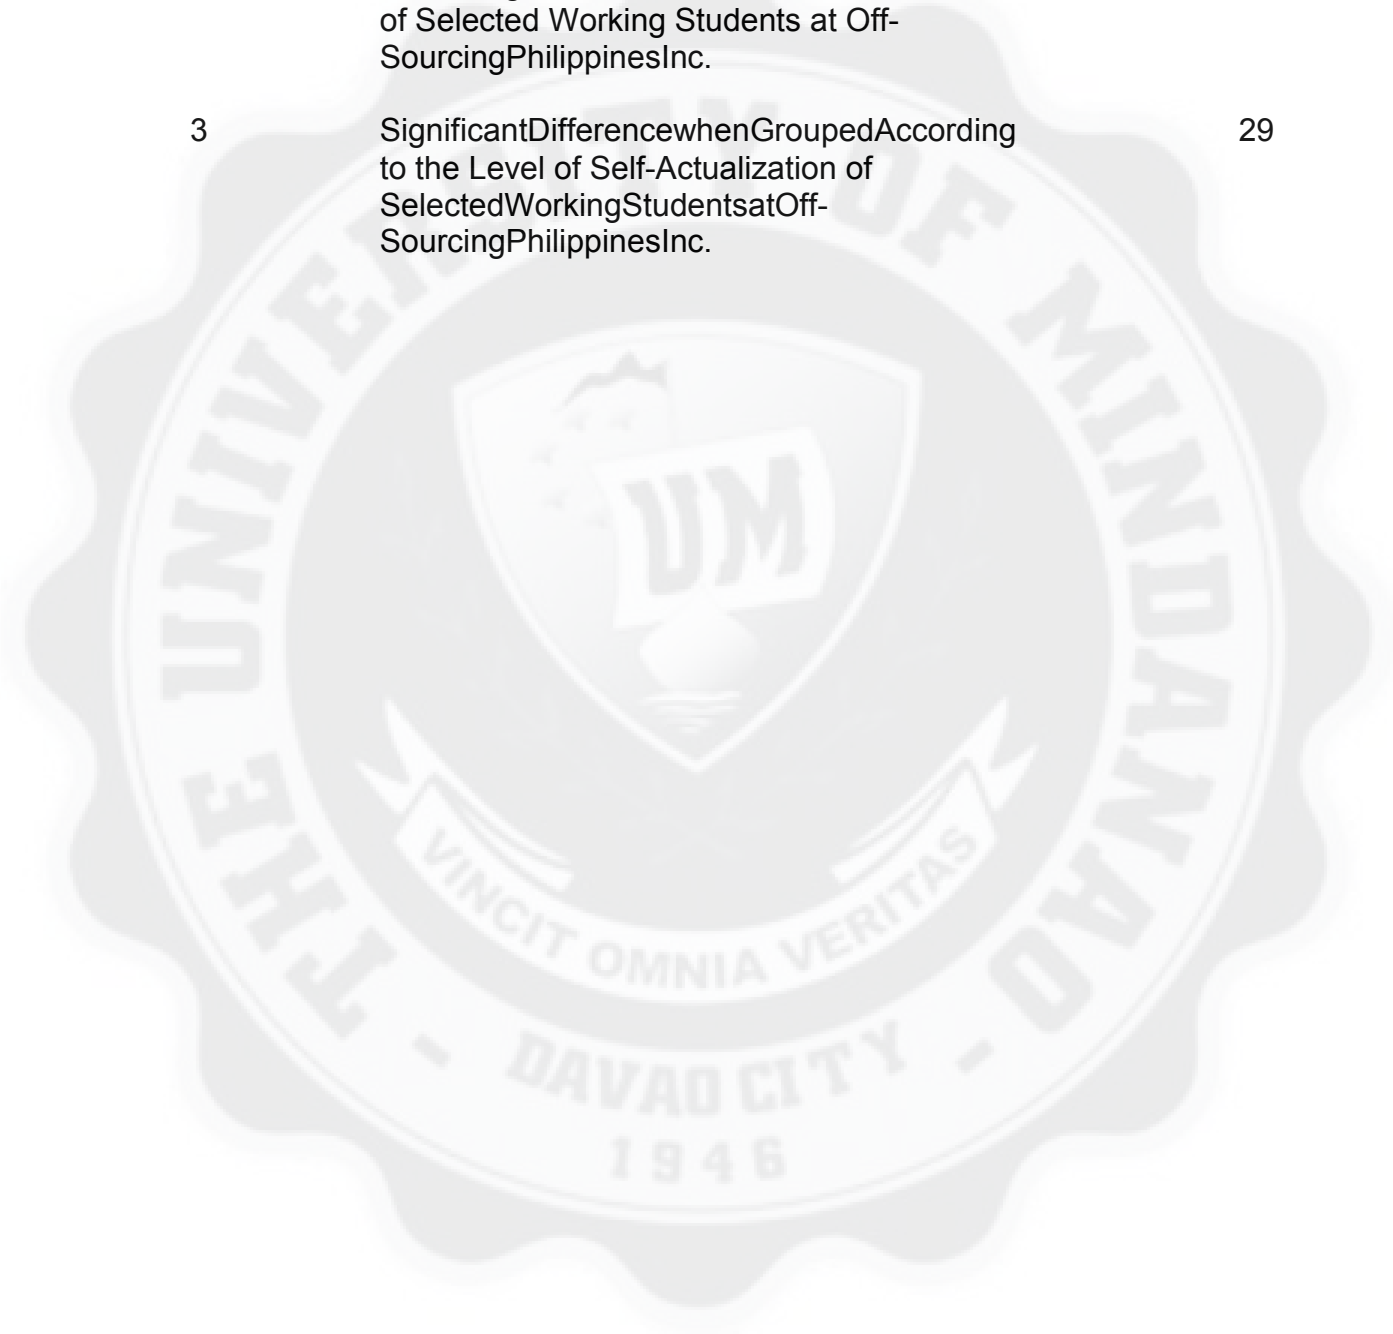 of Selected Working Students at Off-
SourcingPhilippinesInc.
3 SignificantDifferencewhenGroupedAccording 29
to the Level of Self-Actualization of
SelectedWorkingStudentsatOff-
SourcingPhilippinesInc.
THE UNIVERSITY OF MINDANAO
UM
VINCIT OMNIA VERITAS
- DAVAO CITY -
1946